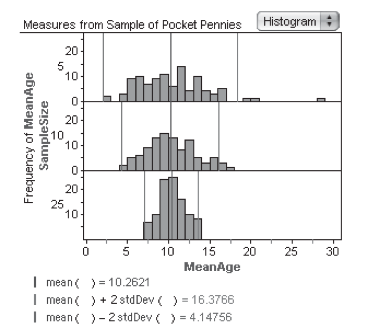 Measures from Sample of Pocket Pennies
Histogram
Frequency of MeanAge
SampleSize
5
20
10
0
10
20
10
0
25
20
10
0 5 10 15 20 25 30
MeanAge
mean ( ) = 10.2621
mean ( ) + 2 stdDev ( ) = 16.3766
mean ( ) − 2 stdDev ( ) = 4.14756